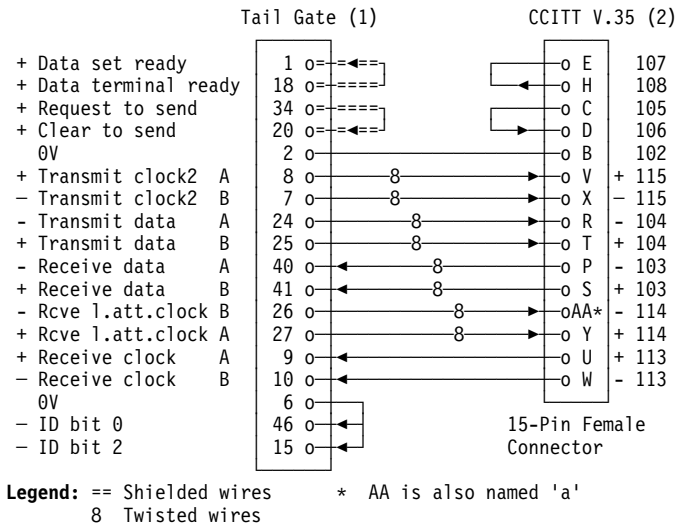 Tail Gate (1) CCITT V.35 (2)
+ Data set ready 1 o=‌=== o E 107
+ Data terminal ready 18 o===== o H 108
+ Request to send 34 o===== o C 105
+ Clear to send 20 o==== o D 106
0V 2 o o B 102
+ Transmit clock2 A 8 o 8 o V + 115
— Transmit clock2 B 7 o 8 o X — 115
- Transmit data A 24 o 8 o R - 104
+ Transmit data B 25 o 8 o T + 104
- Receive data A 40 o 8 o P - 103
+ Receive data B 41 o 8 o S + 103
- Rcve l.att.clock B 26 o 8 oAA* - 114
+ Rcve l.att.clock A 27 o 8 o Y + 114
+ Receive clock A 9 o o U + 113
— Receive clock B 10 o o W - 113
0V 6 o
— ID bit 0 46 o 15-Pin Female
— ID bit 2 15 o Connector
Legend: == Shielded wires * AA is also named 'a'
8 Twisted wires